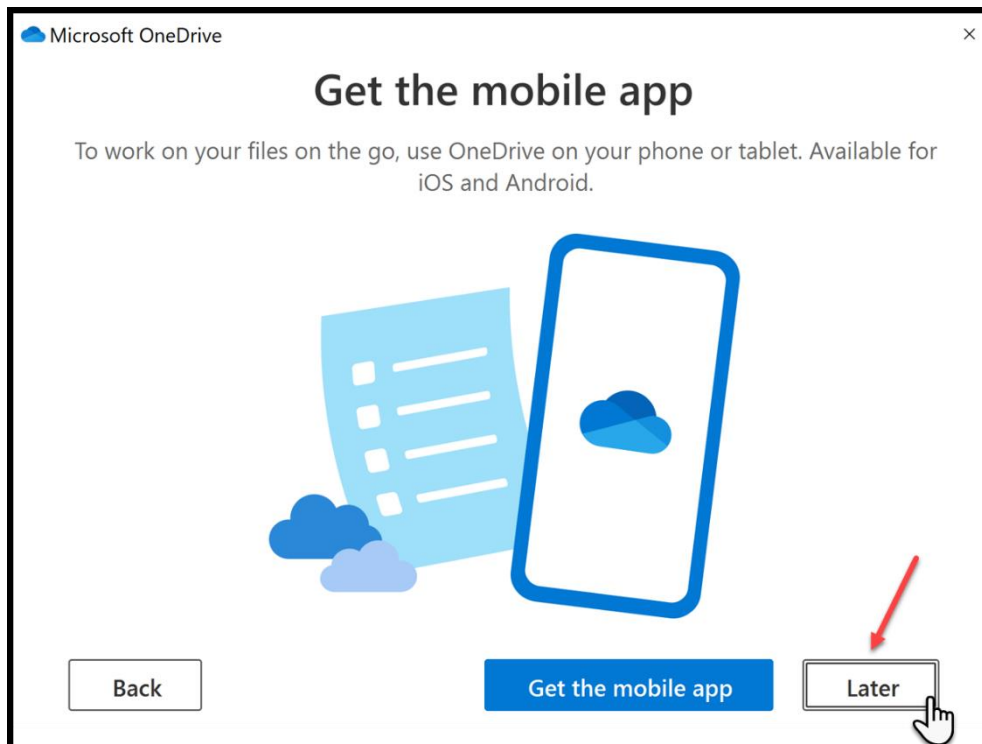 Microsoft OneDrive
Get the mobile app
To work on your files on the go, use OneDrive on your phone or tablet. Available for
iOS and Android.
Back
Get the mobile app
Later